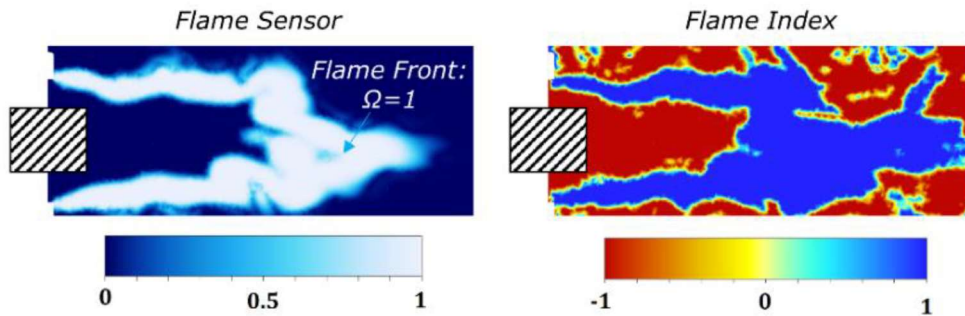 Flame Sensor
Flame Front:
Ω=1
0
0.5
1
Flame Index
-1
0
1